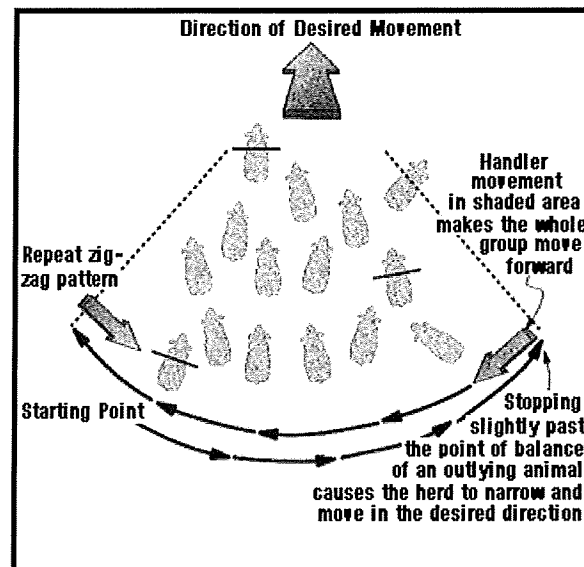 Direction of Desired Movement
Handler
movement
in shaded area
makes the whole
group move
forward
Repeat zig-
zag pattern
Starting Point
Stopping
slightly past
the point of balance
of an outlying animal
causes the herd to narrow and
move in the desired direction